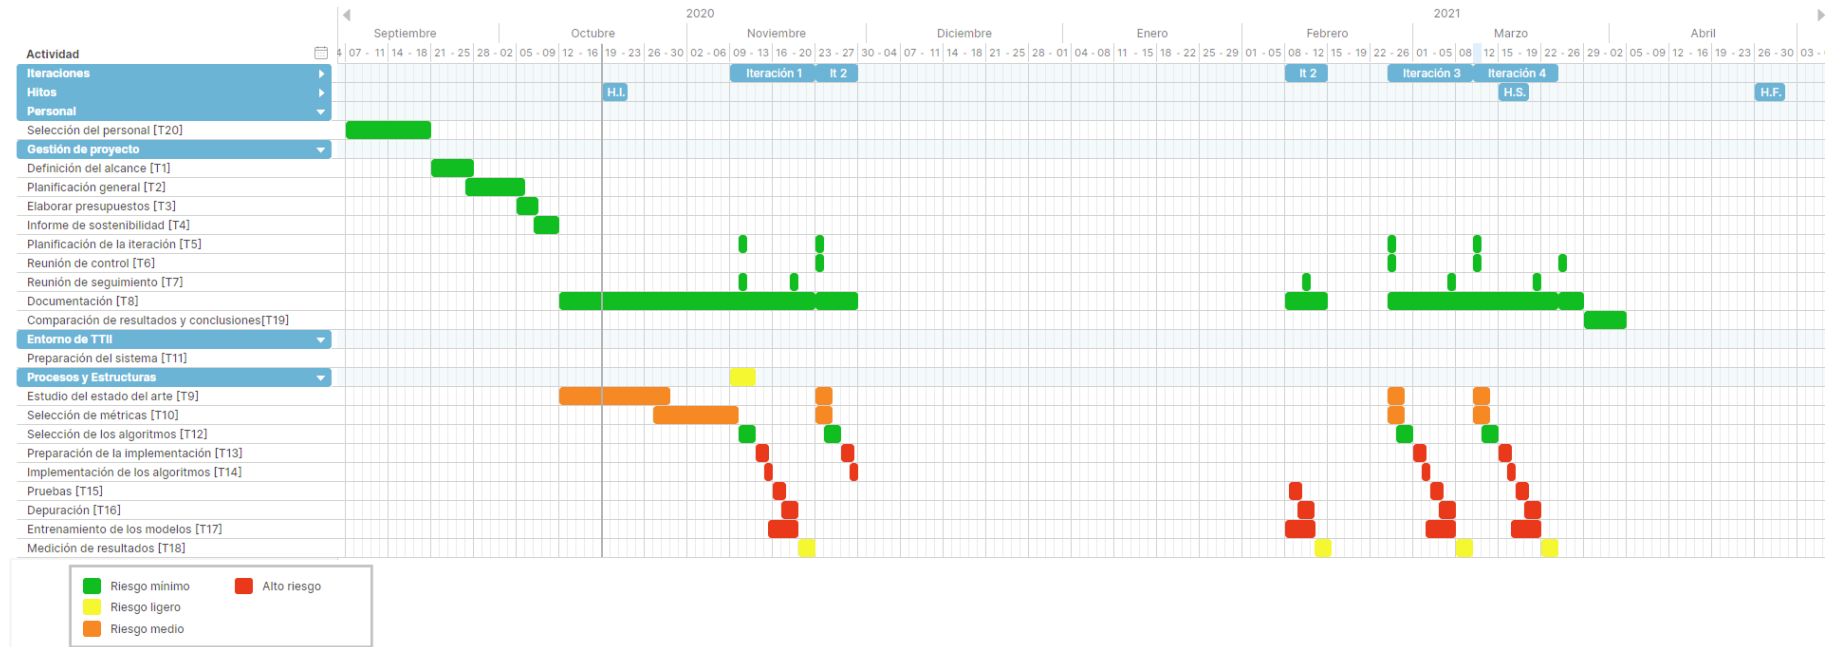 2020 2021
Septiembre Octubre Noviembre Diciembre Enero Febrero Marzo Abril
Actividad 4 07 - 11 14 - 18 21 - 25 28 - 02 05 - 09 12 - 16 19 - 23 26 - 30 02 - 06 09 - 13 16 - 20 23 - 27 30 - 04 07 - 11 14 - 18 21 - 25 28 - 01 04 - 08 11 - 15 18 - 22 25 - 29 01 - 05 08 - 12 15 - 19 22 - 26 01 - 05 08 12 15 - 19 22 - 26 29 - 02 05 - 09 12 - 16 19 - 23 26 - 30 03 -
Iteraciones Iteración 1 It 2 It 2 Iteración 3 Iteración 4
Hitos H.I. H.S. H.F.
Personal
Selección del personal [T20]
Gestión de proyecto
Definición del alcance [T1]
Planificación general [T2]
Elaborar presupuestos [T3]
Informe de sostenibilidad [T4]
Planificación de la iteración [T5]
Reunión de control [T6]
Reunión de seguimiento [T7]
Documentación [T8]
Comparación de resultados y conclusiones[T19]
Entorno de TTII
Preparación del sistema [T11]
Procesos y Estructuras
Estudio del estado del arte [T9]
Selección de métricas [T10]
Selección de los algoritmos [T12]
Preparación de la implementación [T13]
Implementación de los algoritmos [T14]
Pruebas [T15]
Depuración [T16]
Entrenamiento de los modelos [T17]
Medición de resultados [T18]
Riesgo mínimo Alto riesgo
Riesgo ligero
Riesgo medio